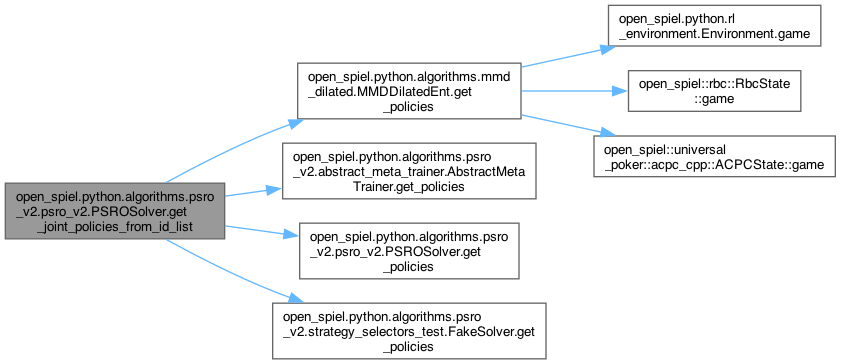 open_spiel.python.rl
_environment.Environment.game
open_spiel.python.algorithms.mmd
_dilated.MMDDilatedEnt.get
_policies
open_spiel::rbc::RbcState
::game
open_spiel::universal
_poker::acpc_cpp::ACPCState::game
open_spiel.python.algorithms.psro
_v2.abstract_meta_trainer.AbstractMeta
Trainer.get_policies
open_spiel.python.algorithms.psro
_v2.psro_v2.PSROSolver.get
_joint_policies_from_id_list
open_spiel.python.algorithms.psro
_v2.psro_v2.PSROSolver.get
_policies
open_spiel.python.algorithms.psro
_v2.strategy_selectors_test.FakeSolver.get
_policies